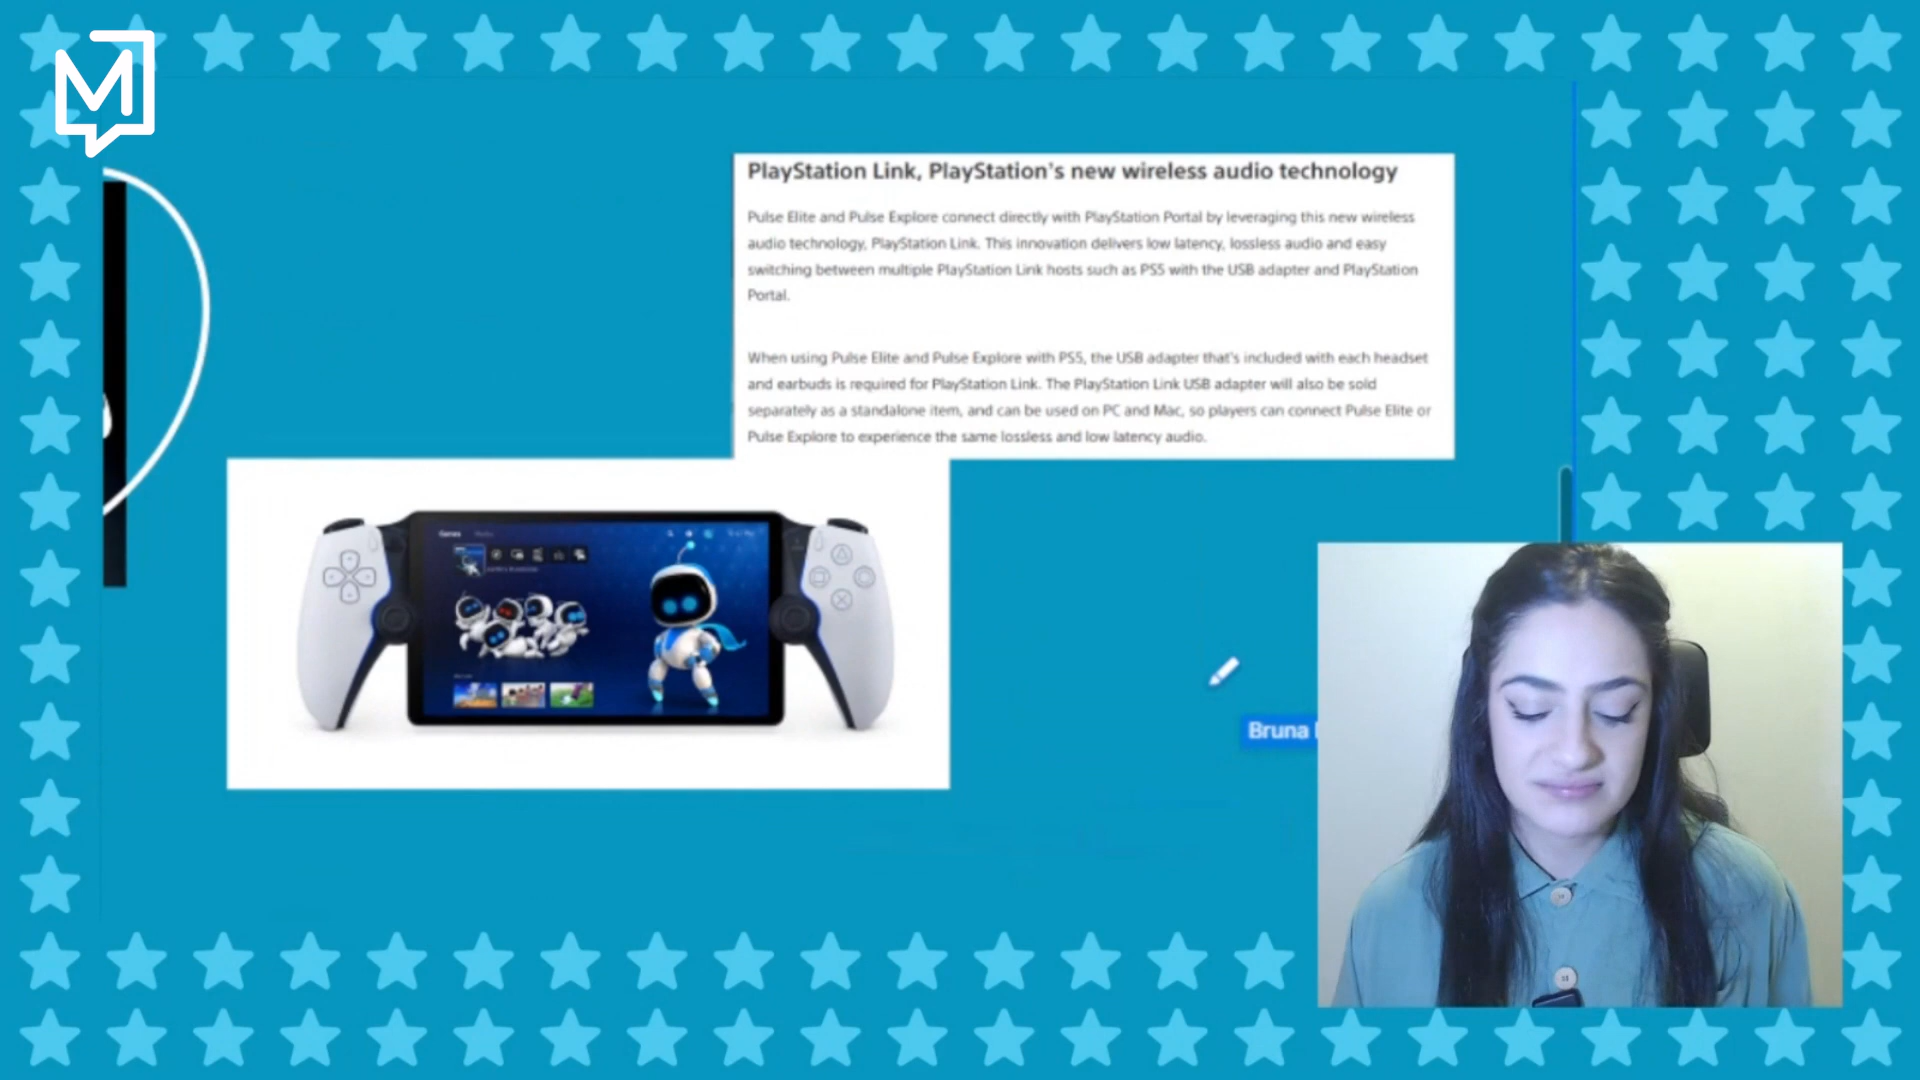 PlayStation Link, PlayStation's new wireless audio technology
Pulse Elite and Pulse Explore connect directly with PlayStation Portal by leveraging this new wireless
audio technology, PlayStation Link. This innovation delivers low latency, lossless audio and easy
switching between multiple PlayStation Link hosts such as PS5 with the USB adapter and PlayStation
Portal.
When using Pulse Elite and Pulse Explore with PS5, the USB adapter that's included with each headset
and earbuds is required for PlayStation Link. The PlayStation Link USB adapter will also be sold
separately as a standalone item, and can be used on PC and Mac, so players can connect Pulse Elite or
Pulse Explore to experience the same lossless and low latency audio.
Games Media
Bruna